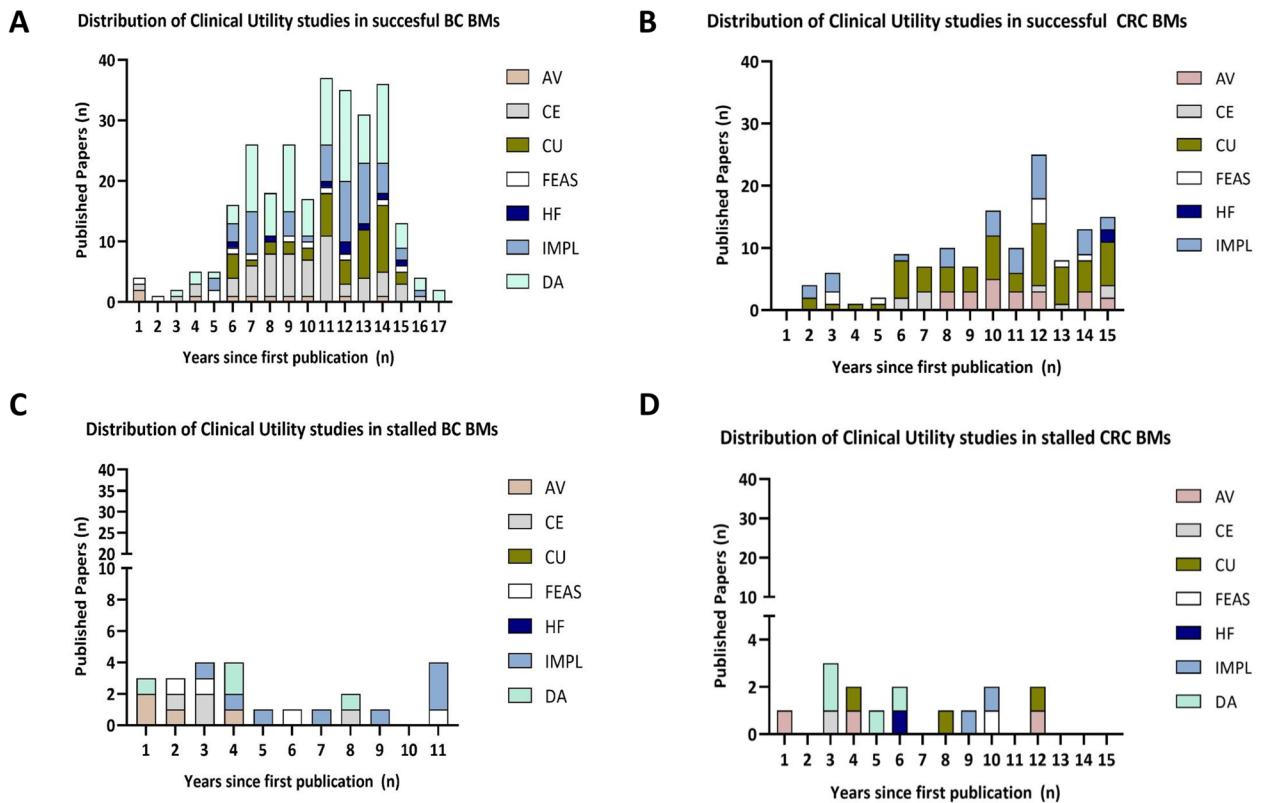 A
Distribution of Clinical Utility studies in succesful BC BMs
Published Papers (n)
40
30
20
10
0
1 2 3 4 5 6 7 8 9 10 11 12 13 14 15 16 17
Years since first publication (n)
AV
CE
CU
FEAS
HF
IMPL
DA
B
Distribution of Clinical Utility studies in successful CRC BMs
Published Papers (n)
40
30
20
10
0
1 2 3 4 5 6 7 8 9 10 11 12 13 14 15
Years since first publication (n)
AV
CE
CU
FEAS
HF
IMPL
C
Distribution of Clinical Utility studies in stalled BC BMs
Published Papers (n)
40
35
30
25
20
10
8
6
4
2
0
1 2 3 4 5 6 7 8 9 10 11
Years since first publication (n)
AV
CE
CU
FEAS
HF
IMPL
DA
D
Distribution of Clinical Utility studies in stalled CRC BMs
Published Papers (n)
40
30
20
10
4
2
0
1 2 3 4 5 6 7 8 9 10 11 12 13 14 15
Years since first publication (n)
AV
CE
CU
FEAS
HF
IMPL
DA